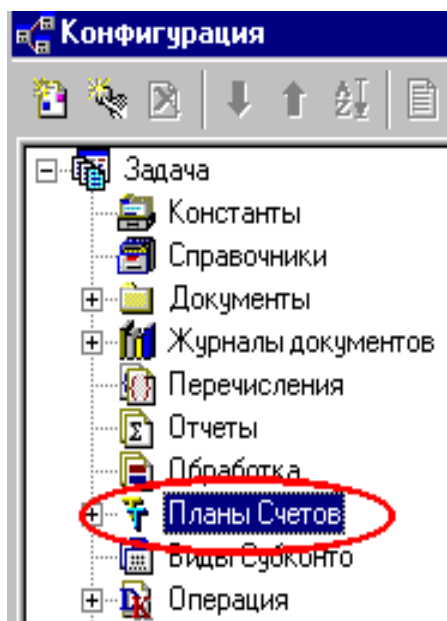 Конфигурация
Задача
Константы
Справочники
Документы
Журналы документов
Перечисления
Отчеты
Обработка
Планы Счетов
Виды Субконто
Операция